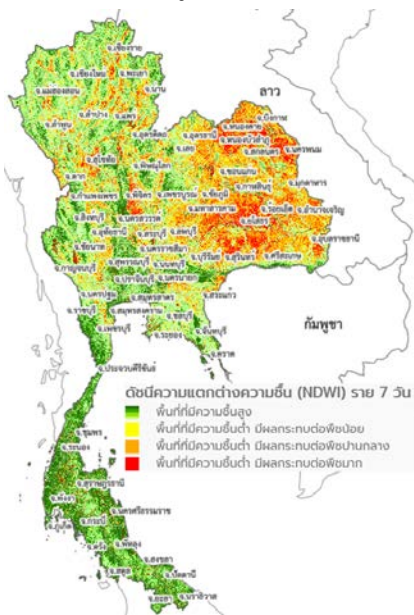 จ.เชียงราย
จ.เชียงใหม่
จ.พะเยา
จ.แม่ฮ่องสอน
จ.น่าน
ลาว
จ.ลำปาง
จ.แพร่
จ.บึงกาฬ
จ.ลำพูน
จ.อุตรดิตถ์
จ.อุดรธานี
จ.หนองคาย
จ.หนองบัวลำภู
จ.เลย
จ.สกลนคร
จ.นครพนม
จ.สุโขทัย
จ.ตาก
จ.พิษณุโลก
จ.ขอนแก่น
จ.กาฬสินธุ์
จ.มุกดาหาร
จ.กำแพงเพชร
จ.พิจิตร
จ.เพชรบูรณ์
จ.ชัยภูมิ
จ.มหาสารคาม
จ.ร้อยเอ็ด
จ.อำนาจเจริญ
จ.ยโสธร
จ.สิงห์บุรี
จ.นครสวรรค์
จ.อุทัยธานี
จ.สระบุรี
จ.ลพบุรี
จ.อุบลราชธานี
จ.ชัยนาท
จ.นครราชสีมา
จ.บุรีรัมย์
จ.สุรินทร์
จ.ศรีสะเกษ
จ.สุพรรณบุรี
จ.นนทบุรี
จ.กาญจนบุรี
จ.ปราจีนบุรี
จ.นครนายก
จ.นครปฐม
จ.สมุทรสาคร
จ.สระแก้ว
จ.ราชบุรี
จ.สมุทรสงคราม
จ.ชลบุรี
กัมพูชา
จ.เพชรบุรี
จ.ระยอง
จ.จันทบุรี
จ.ตราด
จ.ประจวบคีรีขันธ์
ดัชนีความแตกต่างความชื้น (NDWI) ราย 7 วัน
พื้นที่ที่มีความชื้นสูง
พื้นที่ที่มีความชื้นต่ำ มีผลกระทบต่อพืชน้อย
พื้นที่ที่มีความชื้นต่ำ มีผลกระทบต่อพืชปานกลาง
พื้นที่ที่มีความชื้นต่ำ มีผลกระทบต่อพืชมาก
จ.ชุมพร
จ.ระนอง
จ.สุราษฎร์ธานี
จ.พังงา
จ.นครศรีธรรมราช
จ.ภูเก็ต
จ.กระบี่
จ.ตรัง
จ.พัทลุง
จ.สตูล
จ.สงขลา
จ.ปัตตานี
จ.ยะลา
จ.นราธิวาส